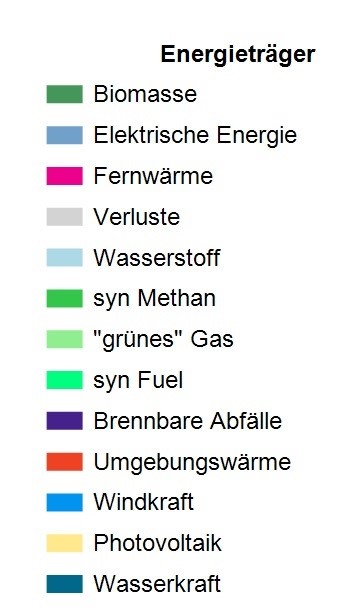 Energieträger
Biomasse
Elektrische Energie
Fernwärme
Verluste
Wasserstoff
syn Methan
"grünes" Gas
syn Fuel
Brennbare Abfälle
Umgebungswärme
Windkraft
Photovoltaik
Wasserkraft